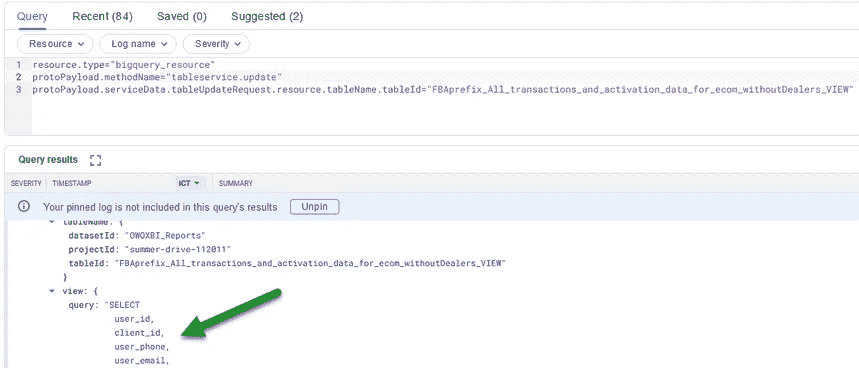 Query Recent (84) Saved (0) Suggested (2)
Resource Log name Severity
1 resource.type="bigquery_resource"
2 protoPayload.methodName="tableservice.update"
3 protoPayload.serviceData.tableUpdateRequest.resource.tableName.tableId="FBAprefix_All_transactions_and_activation_data_for_ecom_withoutDealers_VIEW"
Query results
SEVERITY TIMESTAMP ICT SUMMARY
Your pinned log is not included in this query's results Unpin
tableName: {
datasetId: "OWOXBI_Reports"
projectId: "summer-drive-112011"
tableId: "FBAprefix_All_transactions_and_activation_data_for_ecom_withoutDealers_VIEW"
}
view: {
query: "SELECT
user_id,
client_id,
user_phone,
user_email,